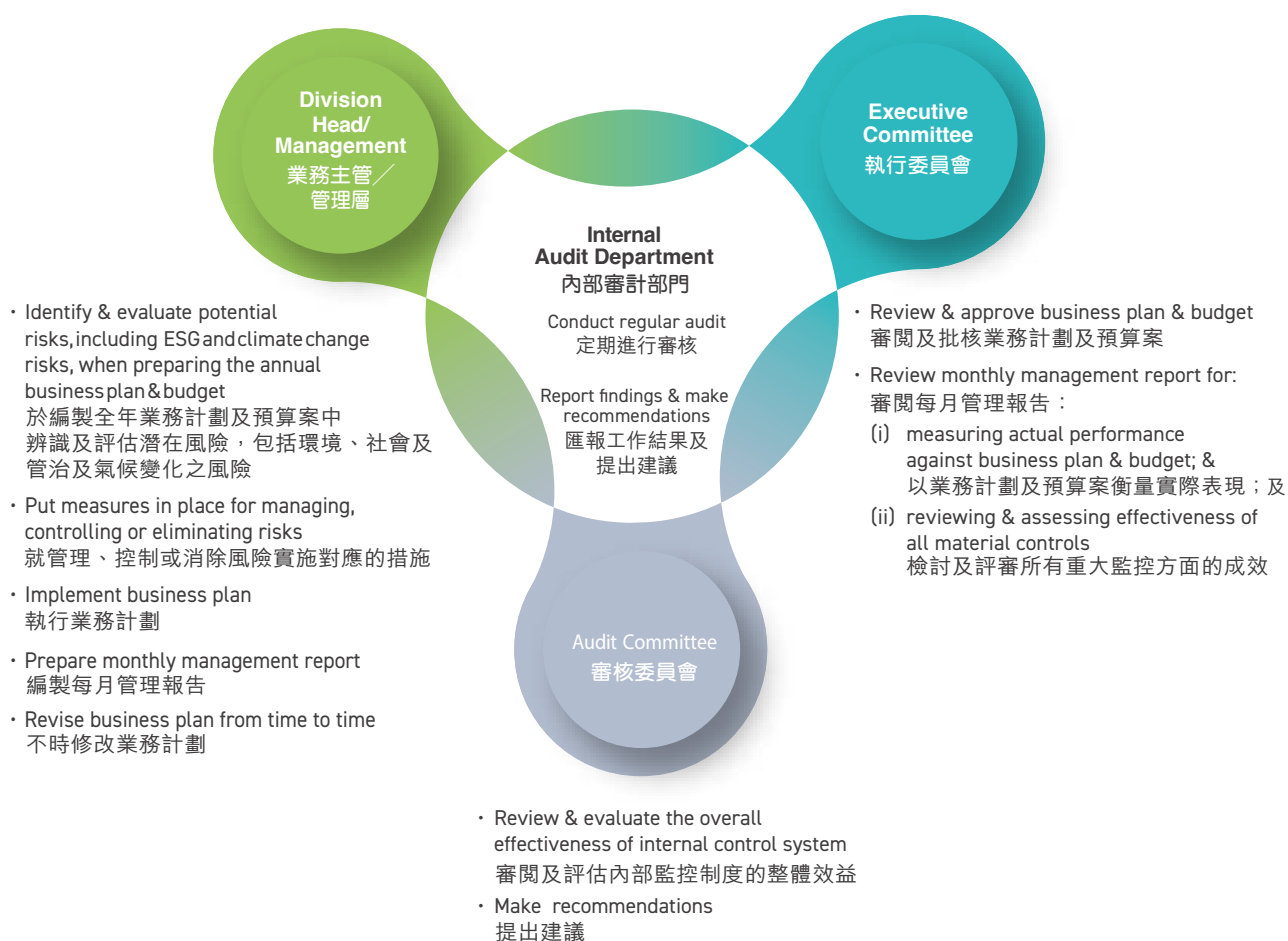 Division
Head/
Management
業務主管／
管理層
Executive
Committee
執行委員會
Internal
Audit Department
內部審計部門
Conduct regular audit
定期進行審核
Report findings & make
recommendations
匯報工作結果及
提出建議
· Identify & evaluate potential
risks, including ESG and climate change
risks, when preparing the annual
business plan & budget
於編製全年業務計劃及預算案中
辨識及評估潛在風險，包括環境、社會及
管治及氣候變化之風險
· Put measures in place for managing,
controlling or eliminating risks
就管理、控制或消除風險實施對應的措施
· Implement business plan
執行業務計劃
· Prepare monthly management report
編製每月管理報告
· Revise business plan from time to time
不時修改業務計劃
· Review & approve business plan & budget
審閱及批核業務計劃及預算案
· Review monthly management report for:
審閱每月管理報告：
(i) measuring actual performance
against business plan & budget; &
以業務計劃及預算案衡量實際表現；及
(ii) reviewing & assessing effectiveness of
all material controls
檢討及評審所有重大監控方面的成效
Audit Committee
審核委員會
· Review & evaluate the overall
effectiveness of internal control system
審閱及評估內部監控制度的整體效益
· Make recommendations
提出建議